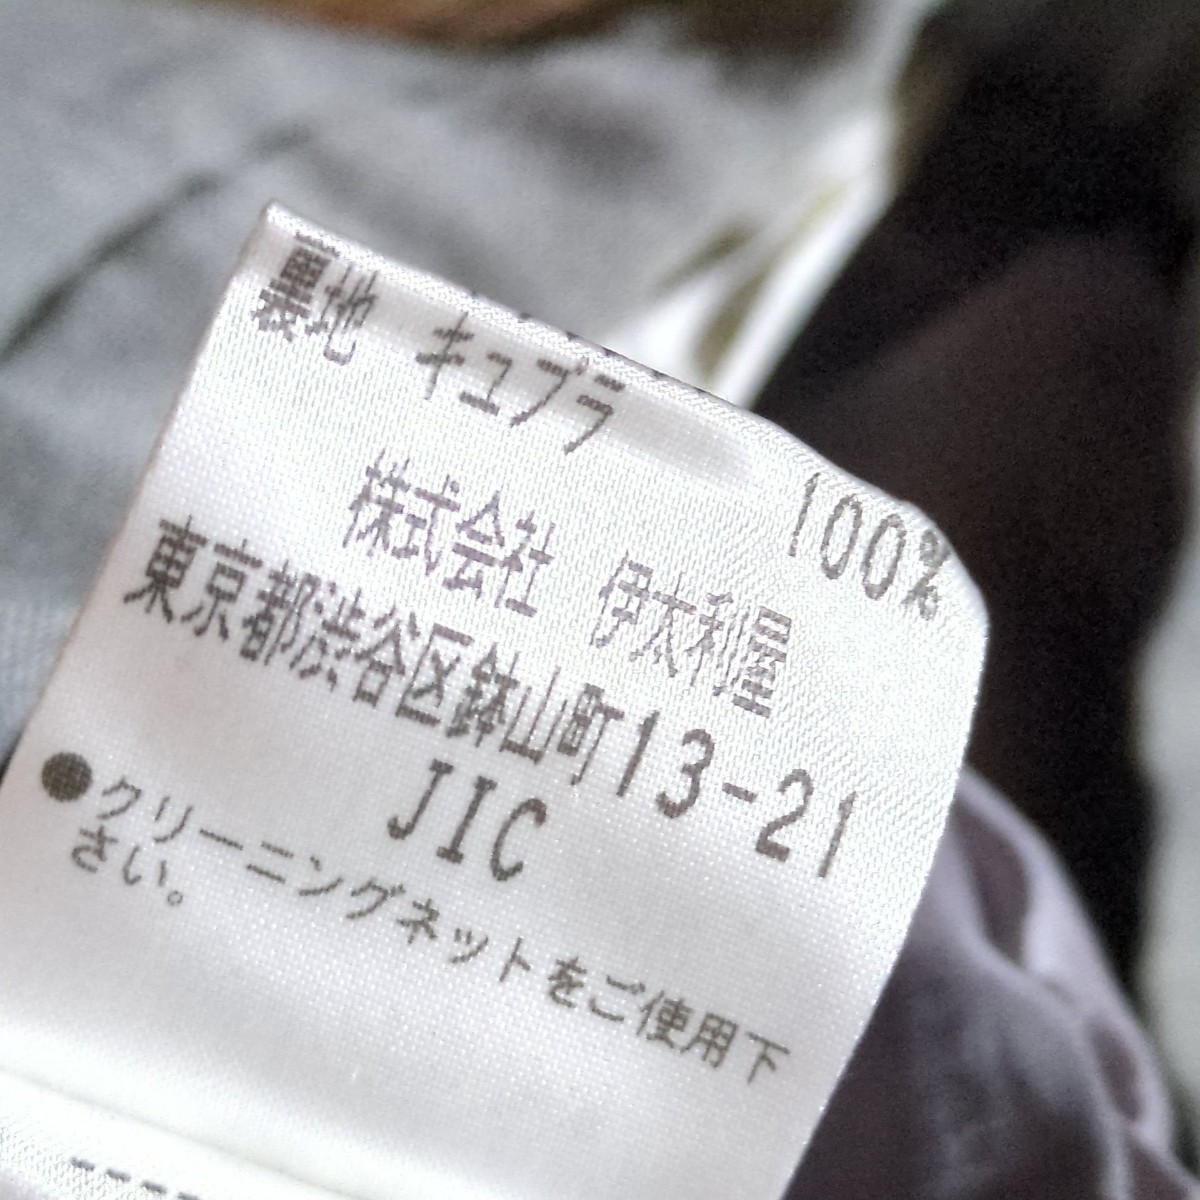 裏地 キュプラ 100%
株式会社 伊太利屋
東京都渋谷区鉢山町13-21
JIC
●クリーニングネットをご使用下
さい。